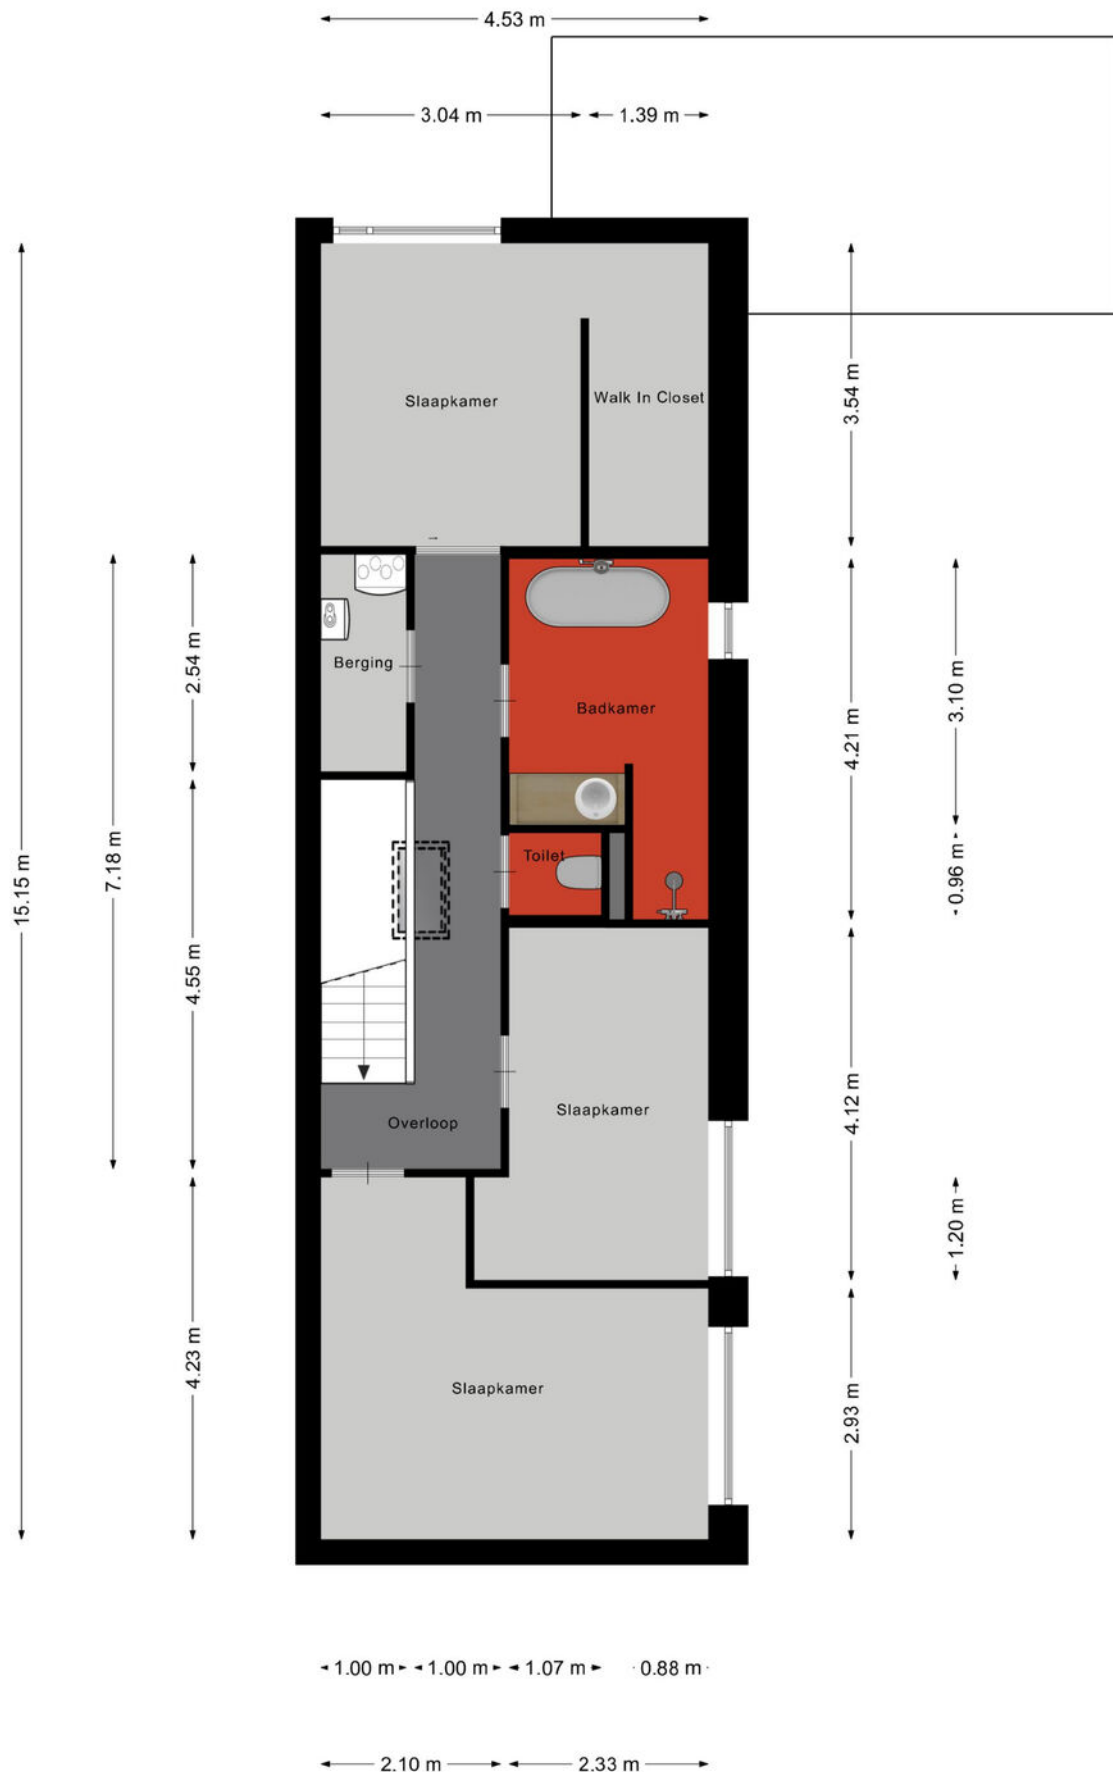 4.53 m
3.04 m
1.39 m
Slaapkamer
Walk In Closet
3.54 m
15.15 m
7.18 m
2.54 m
Berging
Badkamer
4.21 m
3.10 m
Toilet
0.96 m
4.55 m
Overloop
Slaapkamer
4.12 m
1.20 m
4.23 m
Slaapkamer
2.93 m
1.00 m
1.00 m
1.07 m
0.88 m
2.10 m
2.33 m